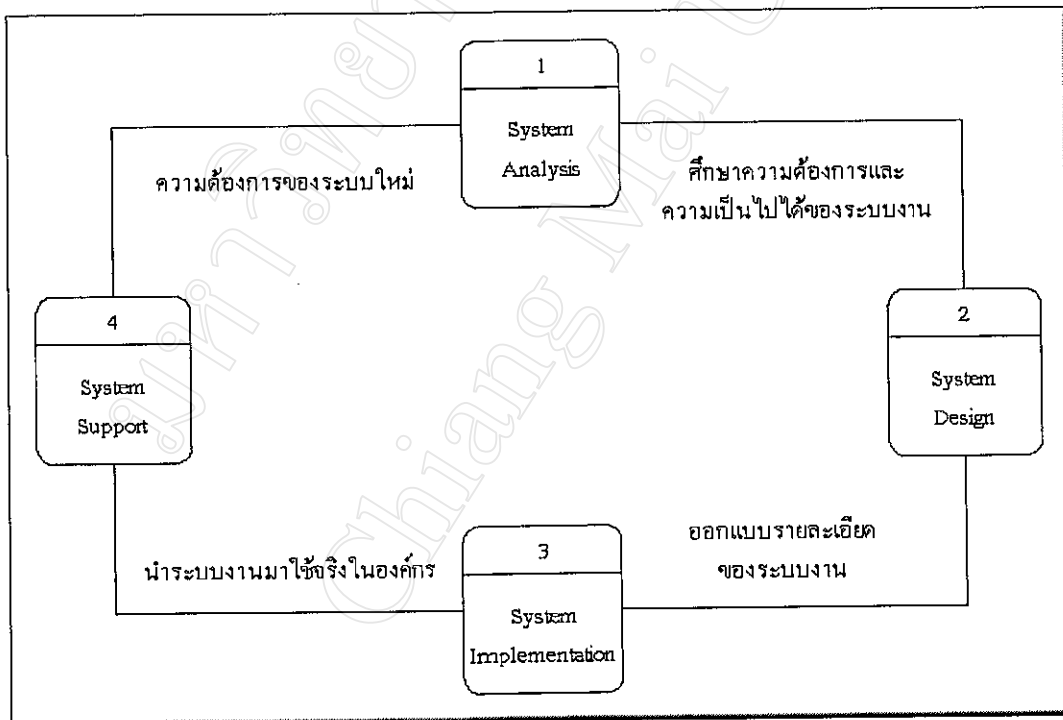 1
System
Analysis
ความต้องการของระบบใหม่
ศึกษาความต้องการและ
ความเป็นไปได้ของระบบงาน
4
System
Support
2
System
Design
นำระบบงานมาใช้จริงในองค์กร
3
System
Implementation
ออกแบบรายละเอียด
ของระบบงาน